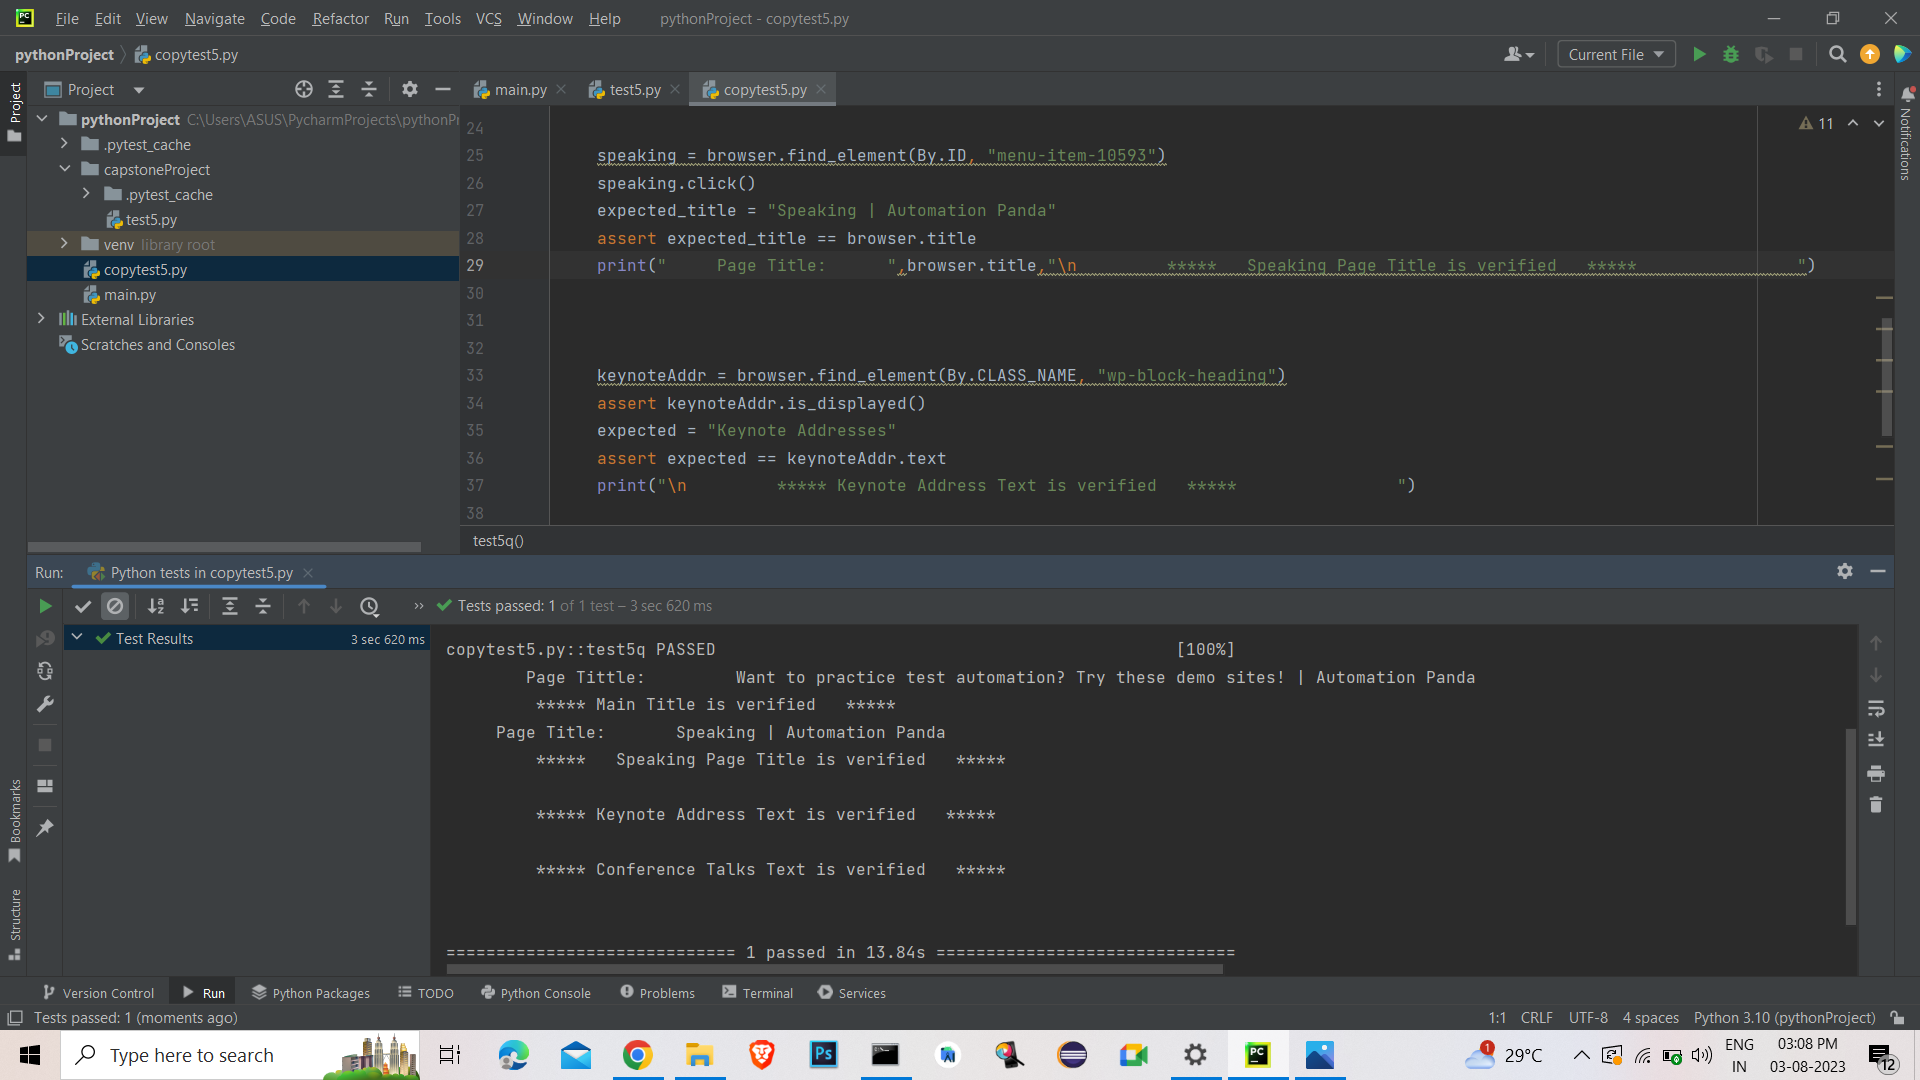 PC File Edit View Navigate Code Refactor Run Tools VCS Window Help pythonProject - copytest5.py
pythonProject copytest5.py Current File
Project
Project main.py test5.py copytest5.py
pythonProject C:\Users\ASUS\PycharmProjects\pythonPr
.pytest_cache
capstoneProject
.pytest_cache
test5.py
venv library root
copytest5.py
main.py
External Libraries
Scratches and Consoles
11
Notifications
24
25 speaking = browser.find_element(By.ID, "menu-item-10593")
26 speaking.click()
27 expected_title = "Speaking | Automation Panda"
28 assert expected_title == browser.title
29 print(" Page Title: ",browser.title,"\n ***** Speaking Page Title is verified ***** ")
30
31
32
33 keynoteAddr = browser.find_element(By.CLASS_NAME, "wp-block-heading")
34 assert keynoteAddr.is_displayed()
35 expected = "Keynote Addresses"
36 assert expected == keynoteAddr.text
37 print("\n ***** Keynote Address Text is verified ***** ")
38
test5q()
Run: Python tests in copytest5.py
Tests passed: 1 of 1 test – 3 sec 620 ms
Test Results 3 sec 620 ms
copytest5.py::test5q PASSED [100%]
Page Tittle: Want to practice test automation? Try these demo sites! | Automation Panda
***** Main Title is verified *****
Page Title: Speaking | Automation Panda
***** Speaking Page Title is verified *****
***** Keynote Address Text is verified *****
***** Conference Talks Text is verified *****
============================= 1 passed in 13.84s ==============================
Bookmarks
Structure
Version Control Run Python Packages TODO Python Console Problems Terminal Services
Tests passed: 1 (moments ago) 1:1 CRLF UTF-8 4 spaces Python 3.10 (pythonProject)
Type here to search Ps PC 1 29°C ENG IN 03:08 PM 03-08-2023 12